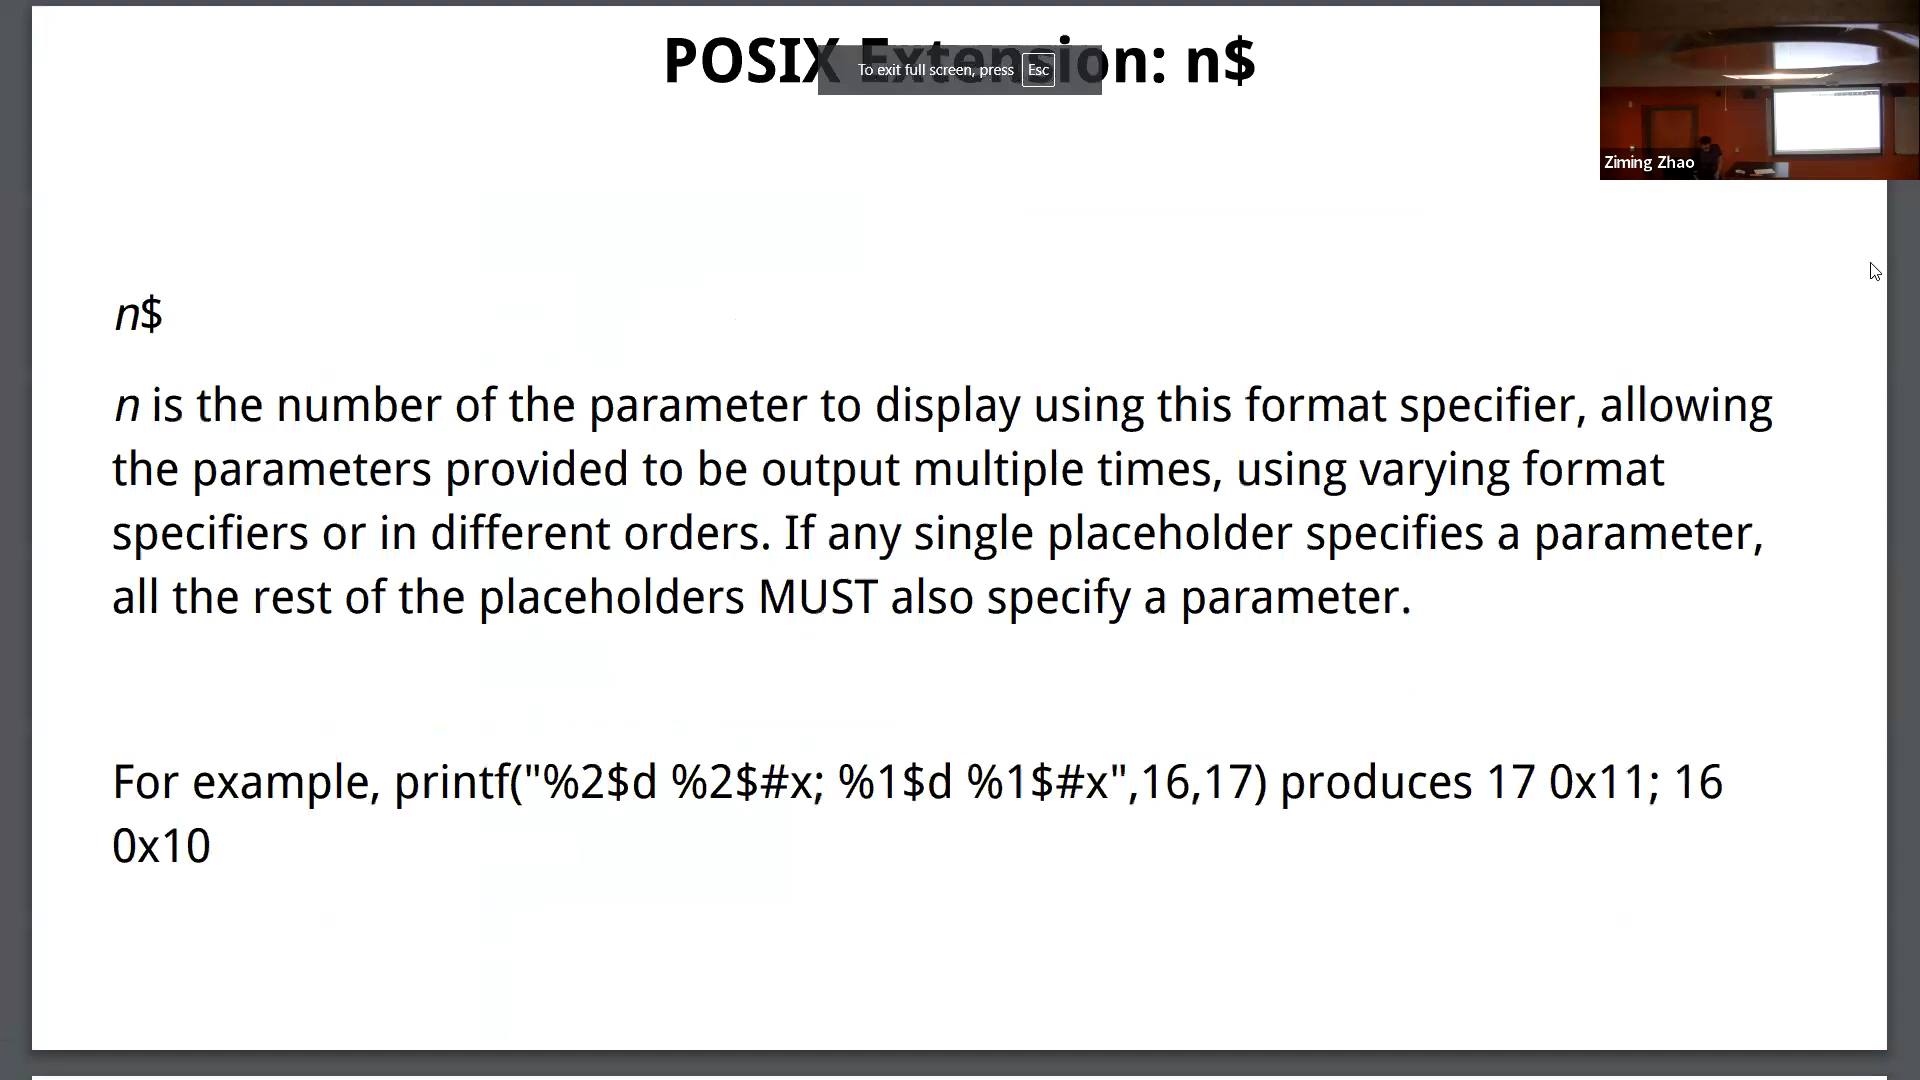 POSIX Extension: n$
To exit full screen, press Esc
Ziming Zhao
n$
n is the number of the parameter to display using this format specifier, allowing
the parameters provided to be output multiple times, using varying format
specifiers or in different orders. If any single placeholder specifies a parameter,
all the rest of the placeholders MUST also specify a parameter.
For example, printf("%2$d %2$#x; %1$d %1$#x",16,17) produces 17 0x11; 16
0x10